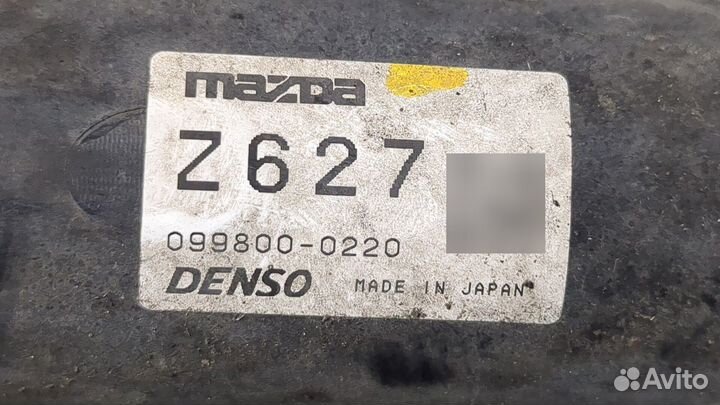 mazda
Z627
099800-0220
DENSO MADE IN JAPAN
Avito